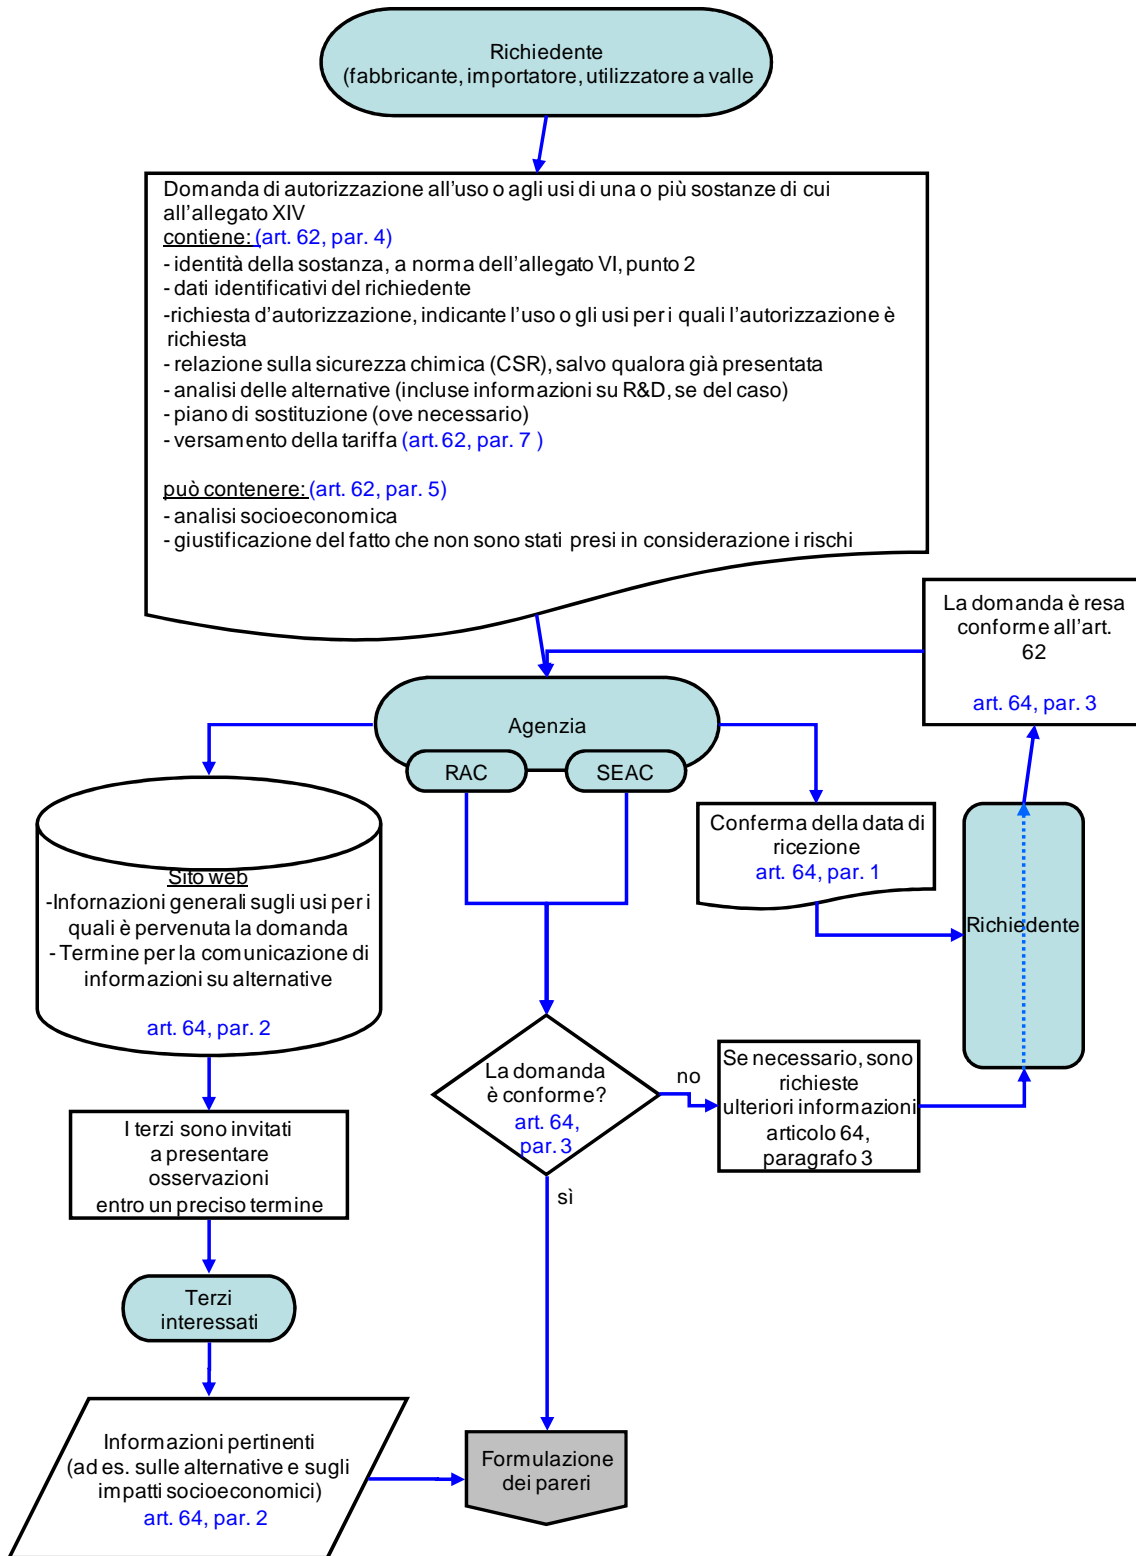 Richiedente
(fabbricante, importatore, utilizzatore a valle
Domanda di autorizzazione all’uso o agli usi di una o più sostanze di cui
all’allegato XIV
contiene: (art. 62, par. 4)
- identità della sostanza, a norma dell’allegato VI, punto 2
- dati identificativi del richiedente
-richiesta d’autorizzazione, indicante l’uso o gli usi per i quali l’autorizzazione è
richiesta
- relazione sulla sicurezza chimica (CSR), salvo qualora già presentata
- analisi delle alternative (incluse informazioni su R&D, se del caso)
- piano di sostituzione (ove necessario)
- versamento della tariffa (art. 62, par. 7 )
può contenere: (art. 62, par. 5)
- analisi socioeconomica
- giustificazione del fatto che non sono stati presi in considerazione i rischi
La domanda è resa
conforme all’art.
62
art. 64, par. 3
Agenzia
RAC
SEAC
Sito web
-Infornazioni generali sugli usi per i
quali è pervenuta la domanda
- Termine per la comunicazione di
informazioni su alternative
art. 64, par. 2
Conferma della data di
ricezione
art. 64, par. 1
Richiedente
La domanda
è conforme?
art. 64,
par. 3
no
sì
Se necessario, sono
richieste
ulteriori informazioni
articolo 64,
paragrafo 3
I terzi sono invitati
a presentare
osservazioni
entro un preciso termine
Terzi
interessati
Informazioni pertinenti
(ad es. sulle alternative e sugli
impatti socioeconomici)
art. 64, par. 2
Formulazione
dei pareri